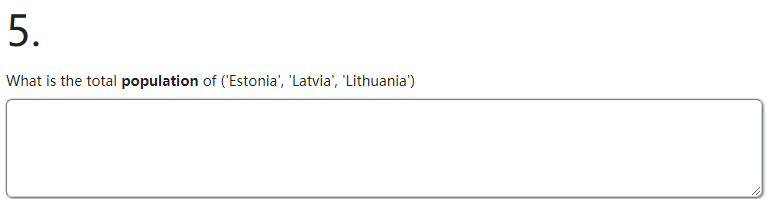 5.
What is the total population of ('Estonia', 'Latvia', 'Lithuania')